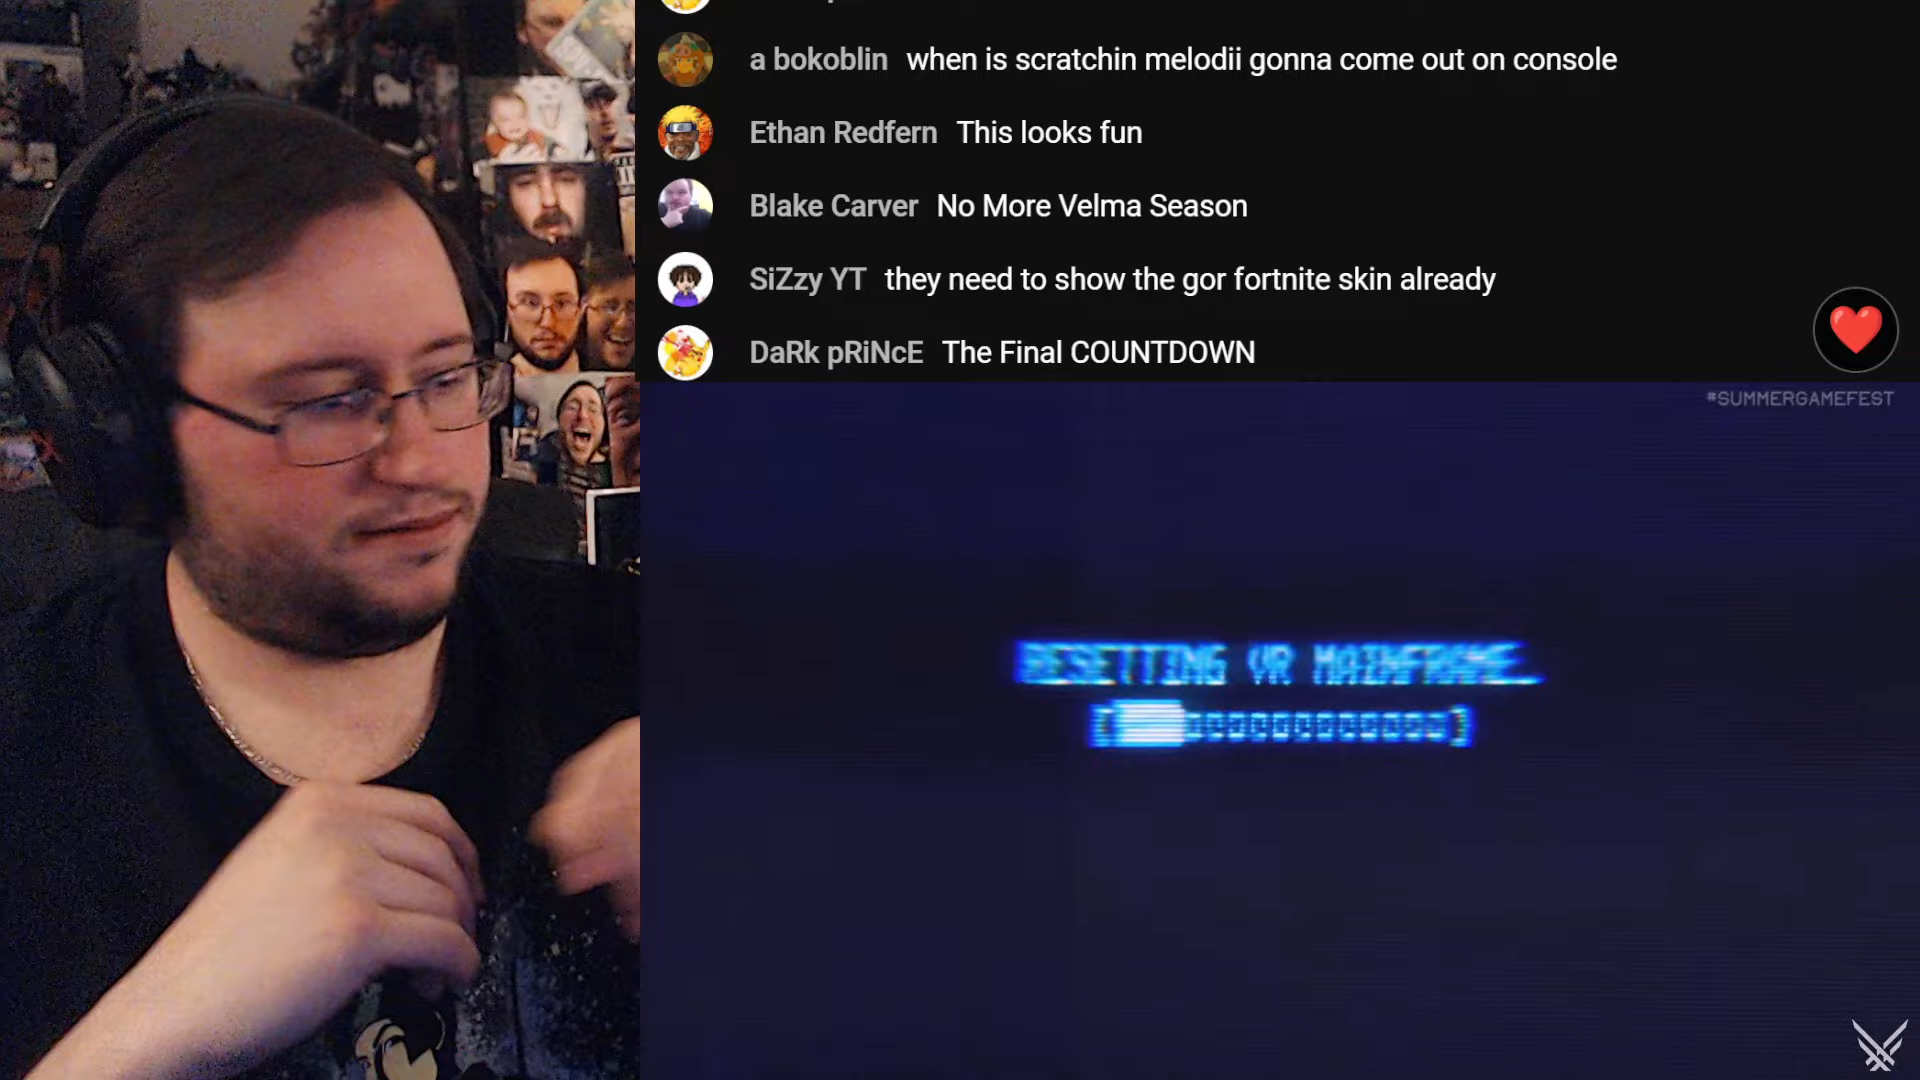 a bokoblin when is scratchin melodii gonna come out on console
Ethan Redfern This looks fun
Blake Carver No More Velma Season
SiZzy YT they need to show the gor fortnite skin already
DaRk pRiNcE The Final COUNTDOWN
#SUMMERGAMEFEST
RESETTING VR MAINFRAME_